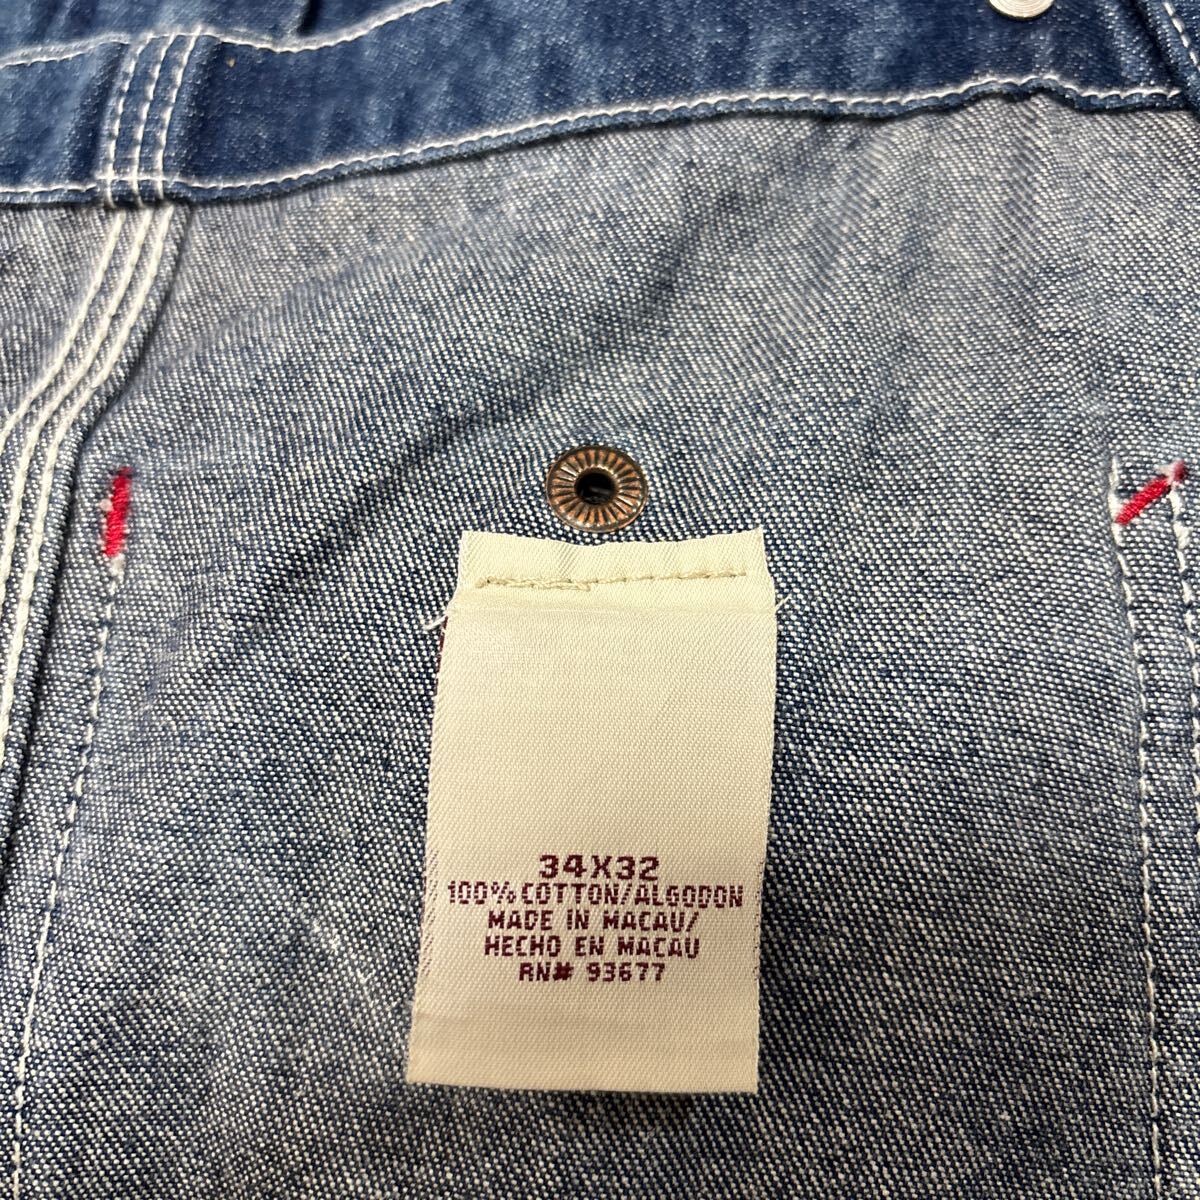 34X32
100% COTTON/ALGODON
MADE IN MACAU/
HECHO EN MACAU
RN# 93677